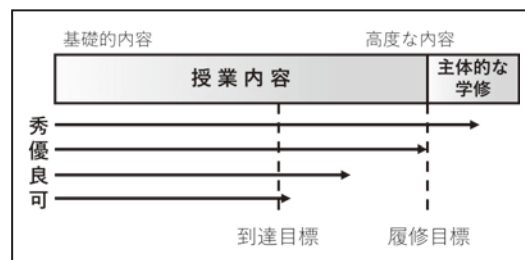 基礎的内容 高度な内容
授業内容 主体的な
学修
秀
優
良
可
到達目標 履修目標